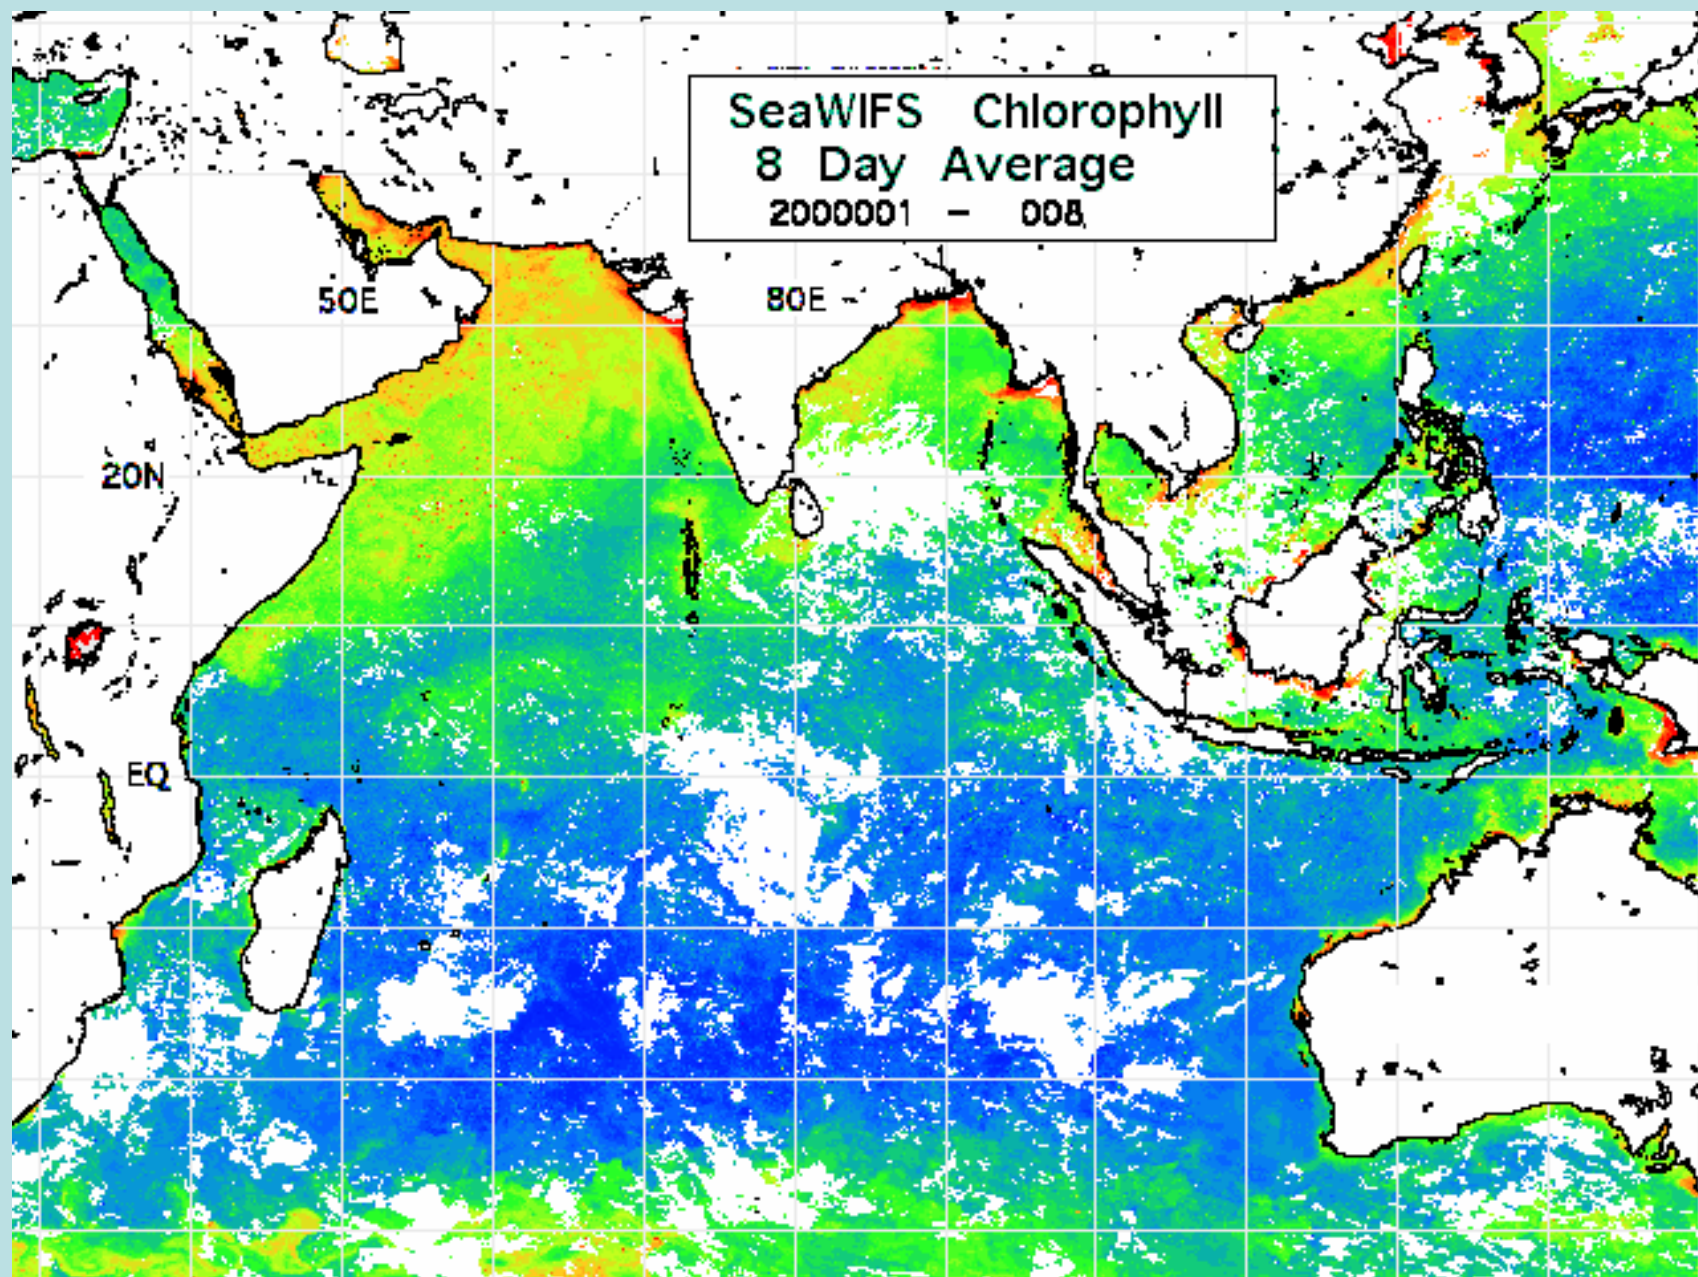 SeaWIFS Chlorophyll
8 Day Average
2000001 - 008
50E
80E
20N
EQ